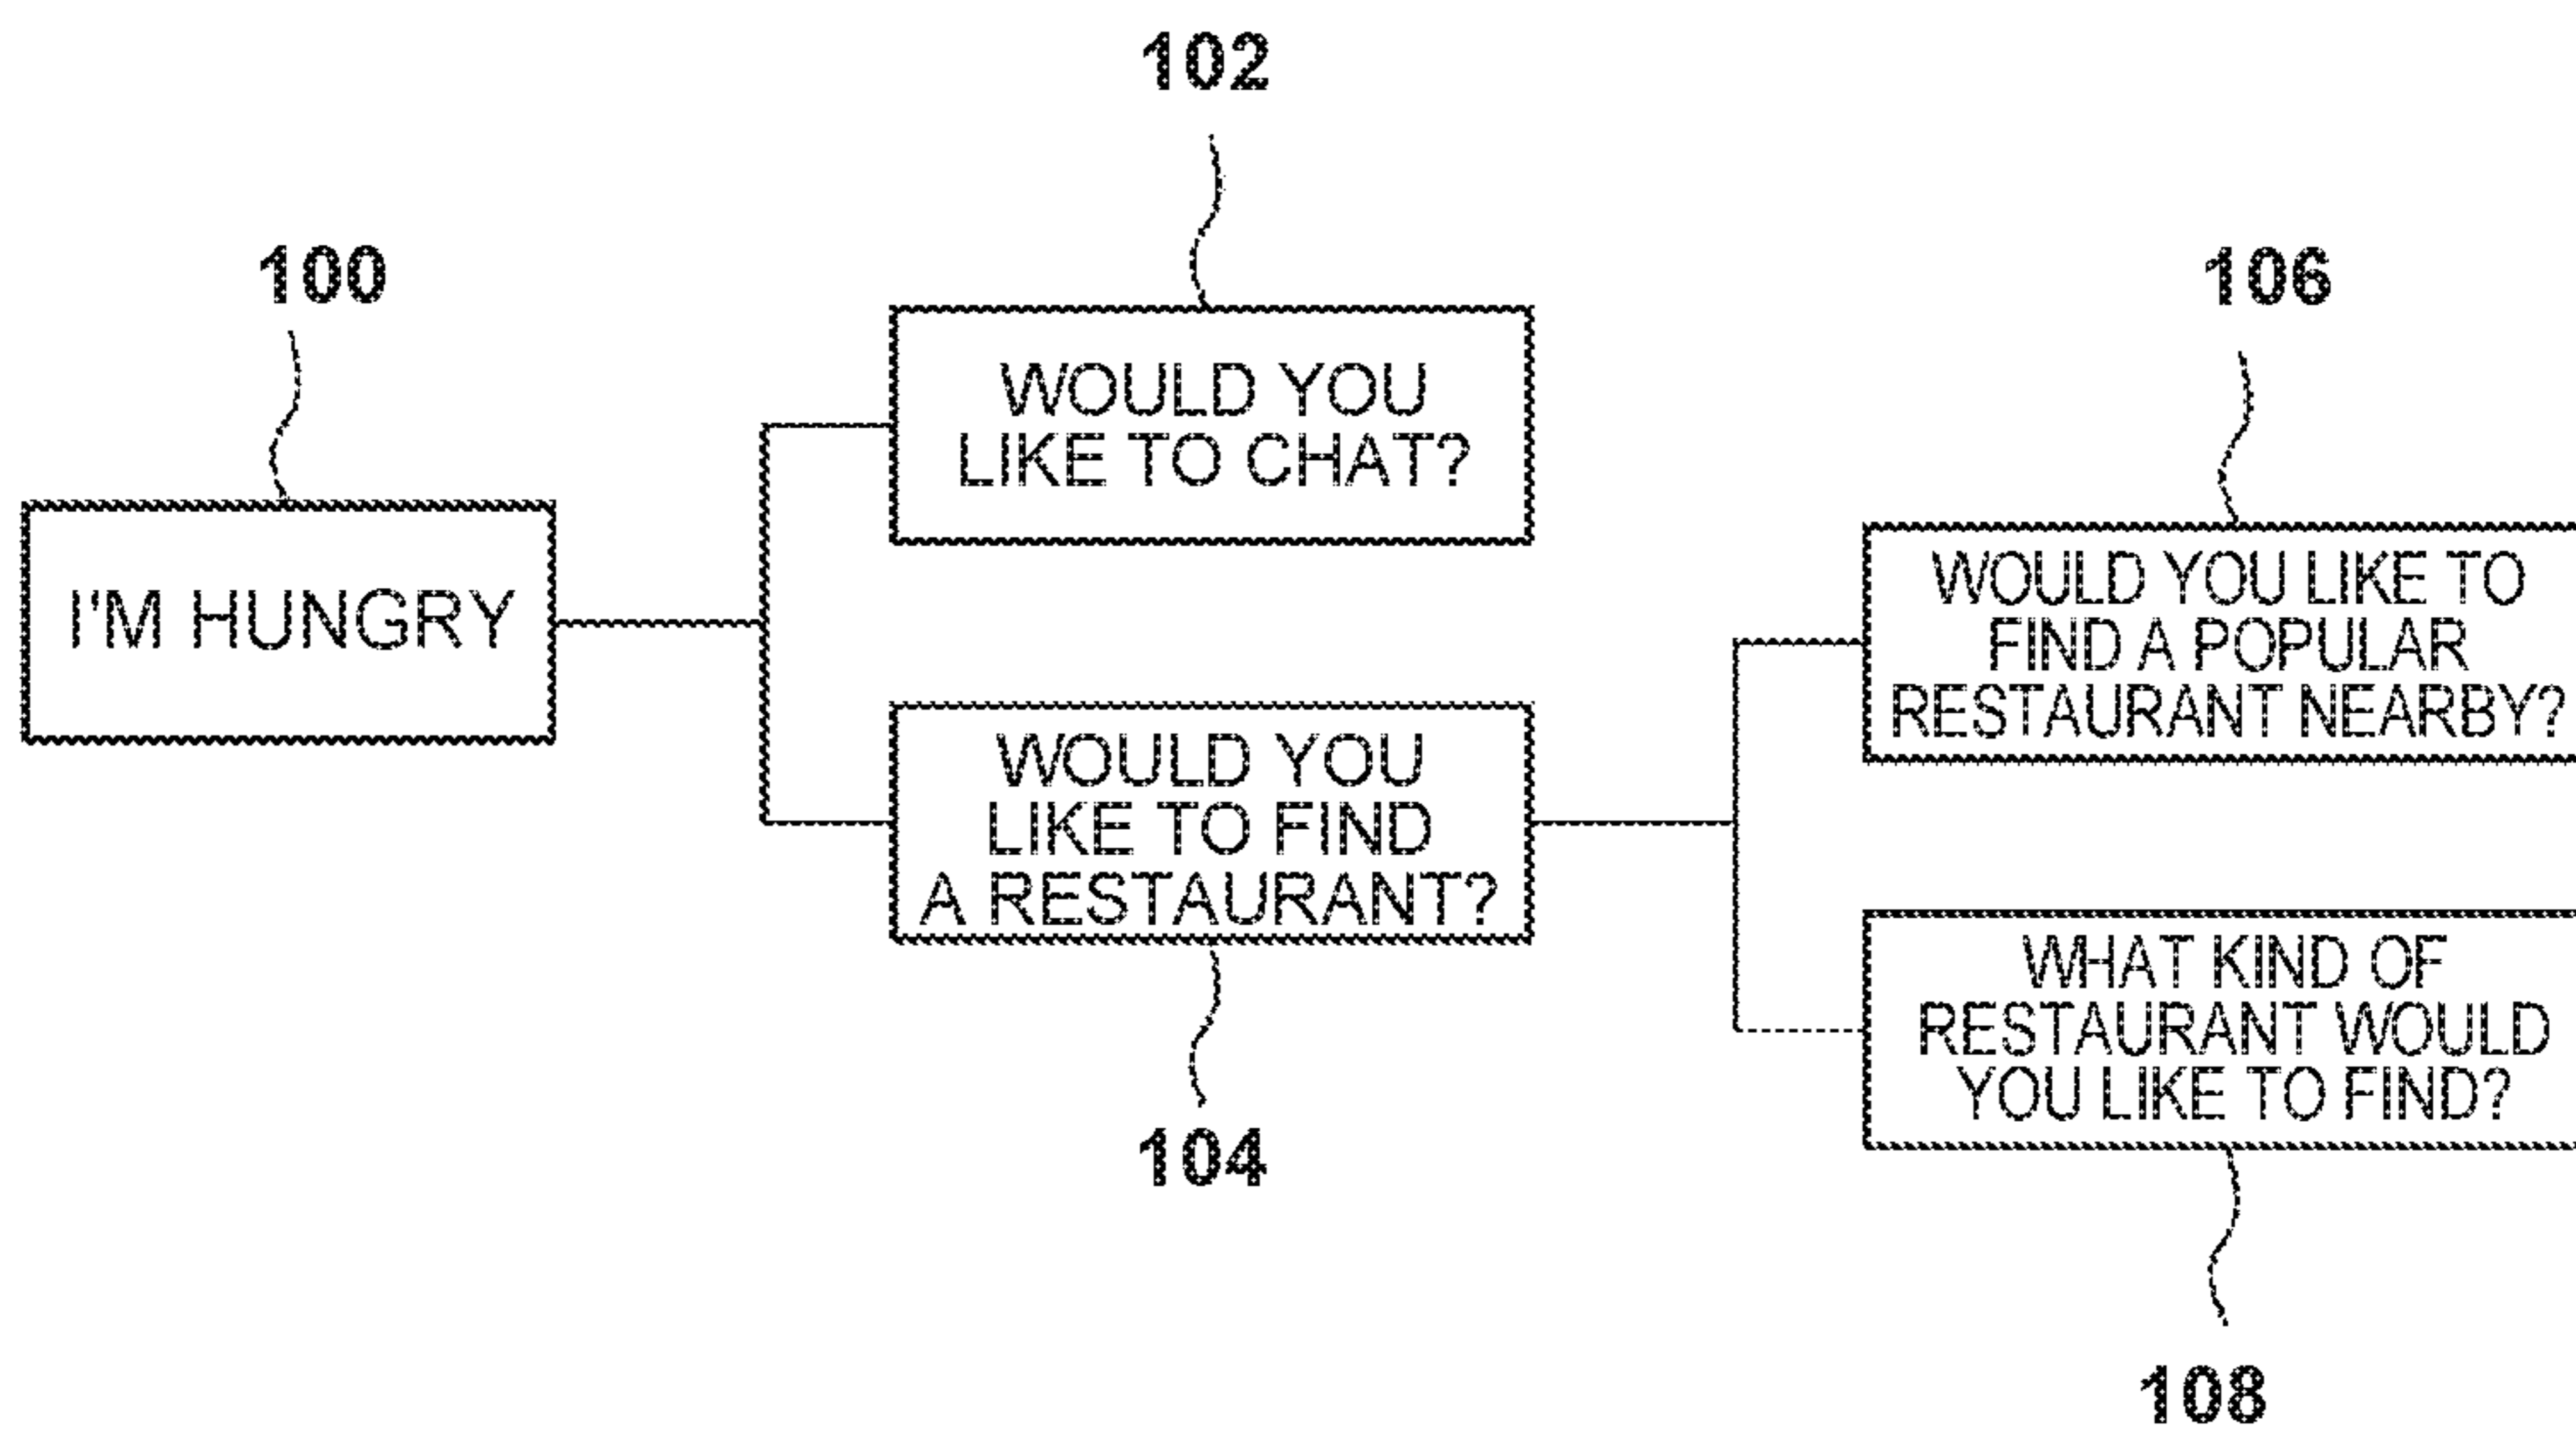 102
100
106
WOULD YOU
LIKE TO CHAT?
I'M HUNGRY
WOULD YOU LIKE TO
FIND A POPULAR
RESTAURANT NEARBY?
WOULD YOU
LIKE TO FIND
A RESTAURANT?
WHAT KIND OF
RESTAURANT WOULD
YOU LIKE TO FIND?
104
108